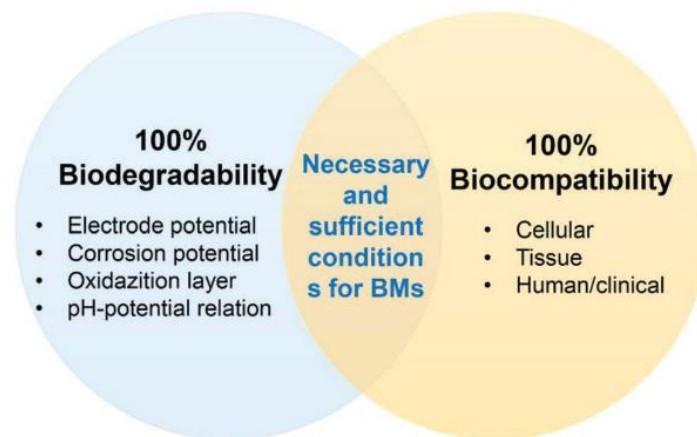 100%
Biodegradability
• Electrode potential
• Corrosion potential
• Oxidazition layer
• pH-potential relation
Necessary
and
sufficient
condition
s for BMs
100%
Biocompatibility
• Cellular
• Tissue
• Human/clinical